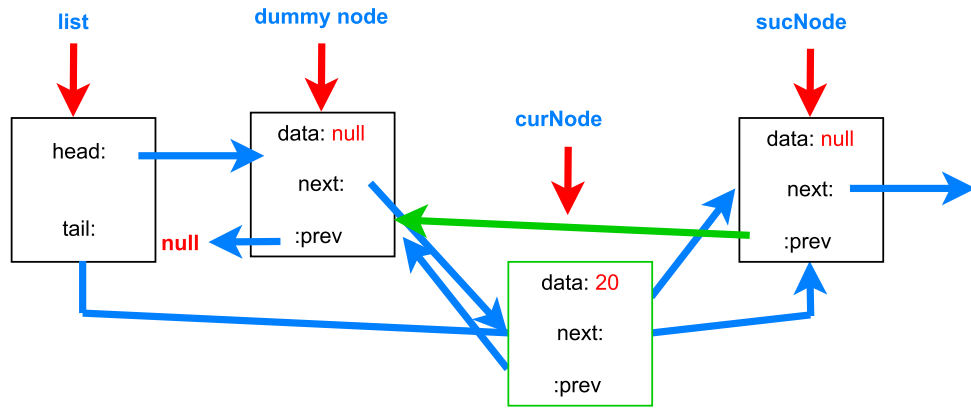 list
dummy node
sucNode
curNode
head:
tail:
data: null
next:
:prev
null
data: 20
next:
:prev
data: null
next:
:prev